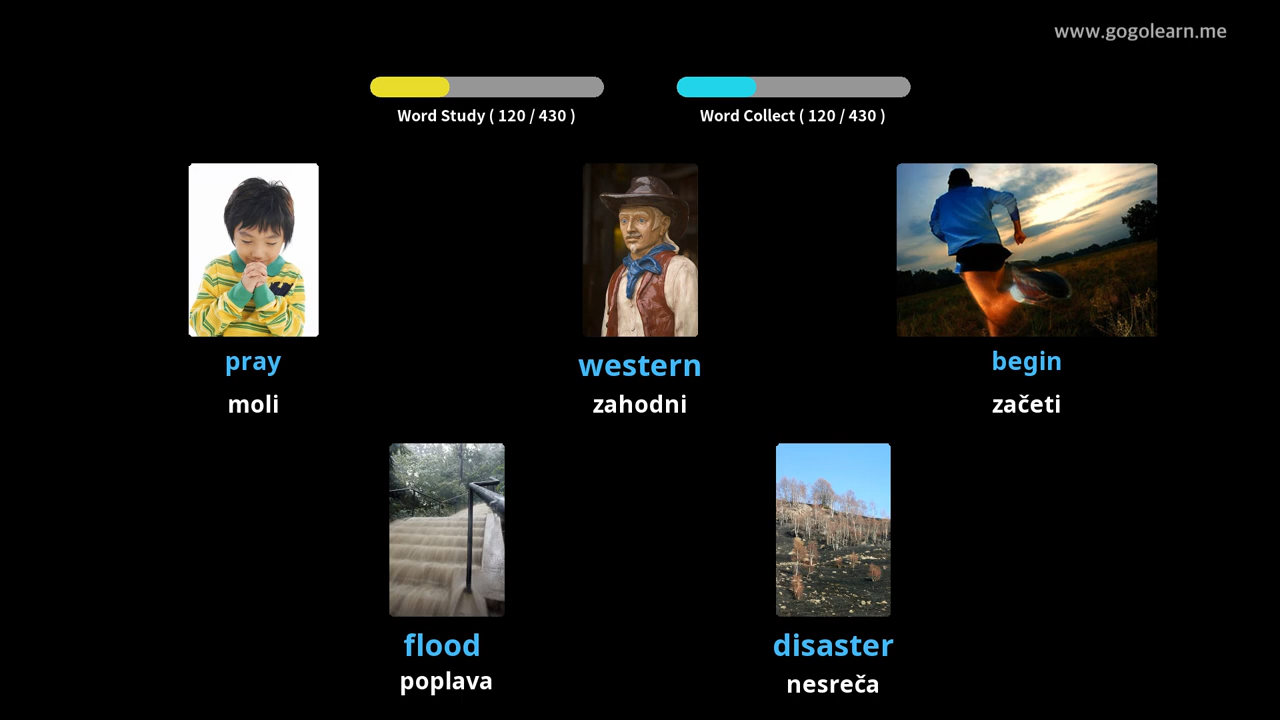 www.gogolearn.me
Word Study ( 120 / 430 )
Word Collect ( 120 / 430 )
pray
moli
western
zahodni
begin
začeti
flood
poplava
disaster
nesreča